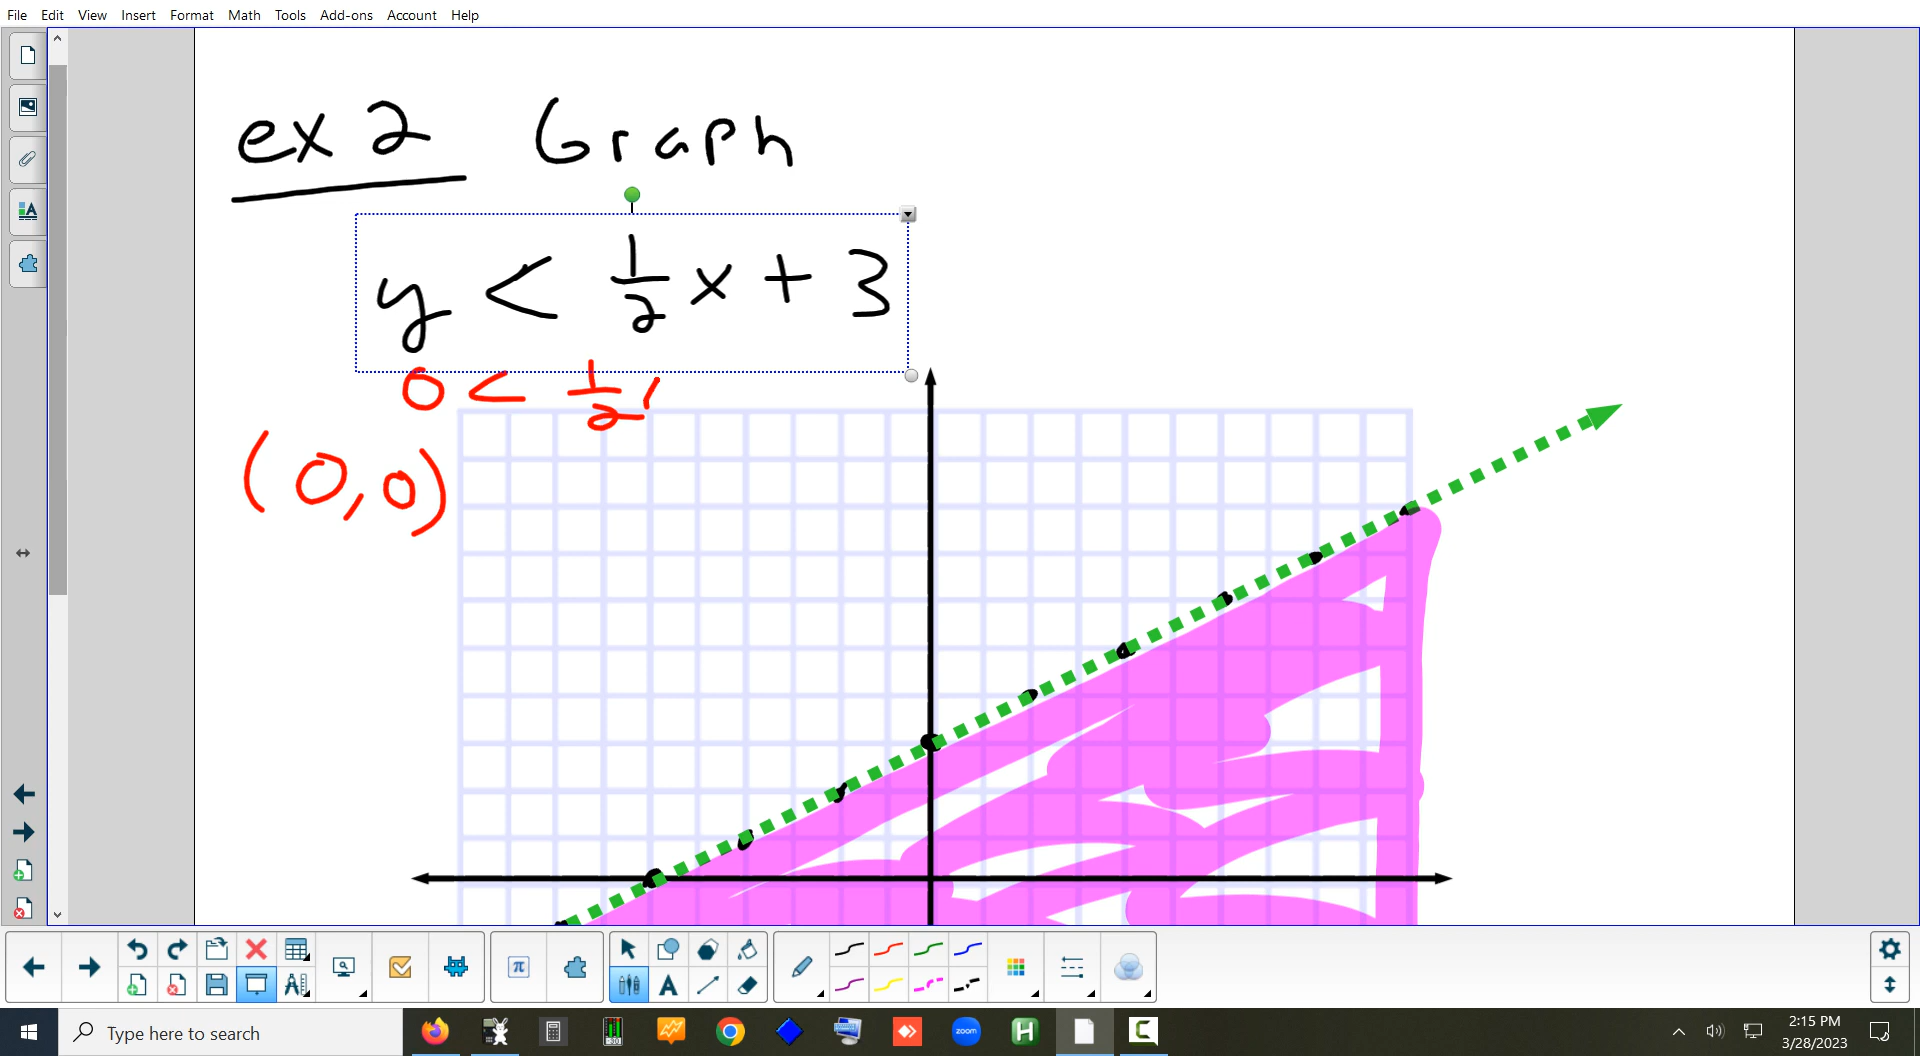 File Edit View Insert Format Math Tools Add-ons Account Help
ex 2 Graph
y < 1/2 x + 3
0 < 1/2
(0,0)
A
π
A
Type here to search
zoom
H
C
2:15 PM
3/28/2023